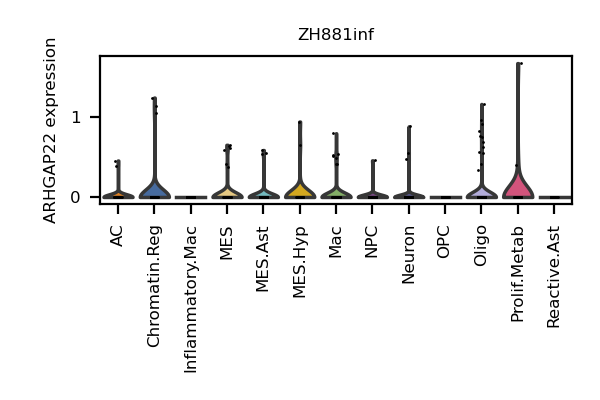 ZH881inf
ARHGAP22 expression
1
0
AC
Chromatin.Reg
Inflammatory.Mac
MES
MES.Ast
MES.Hyp
Mac
NPC
Neuron
OPC
Oligo
Prolif.Metab
Reactive.Ast